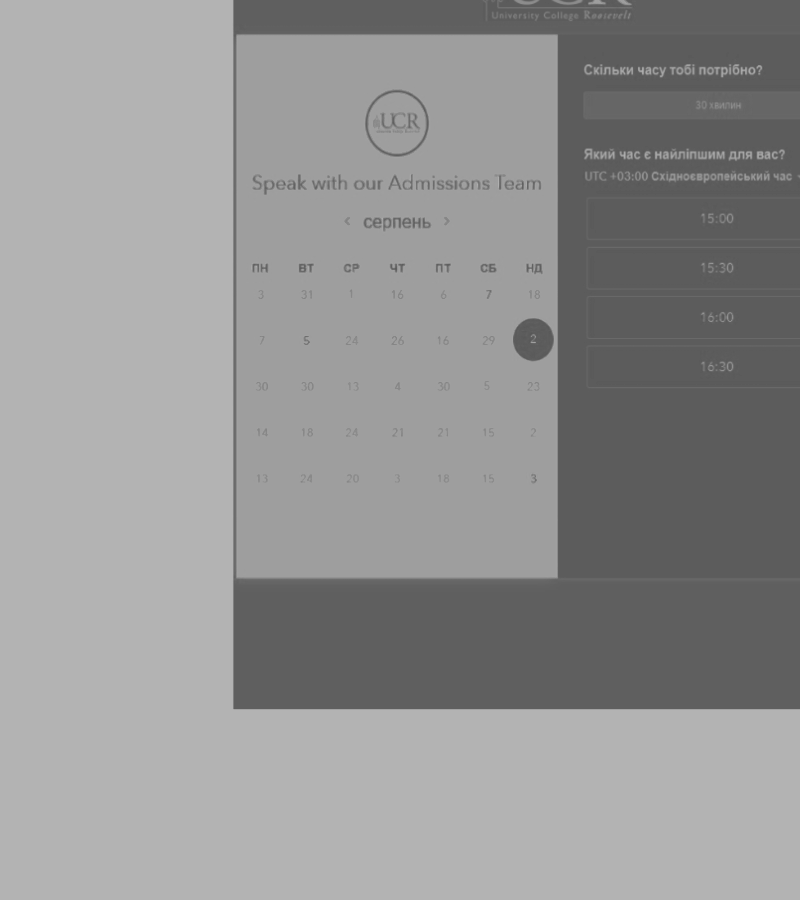 UCR
University College Roosevelt
UCR
Speak with our Admissions Team
< серпень >
ПН ВТ СР ЧТ ПТ СБ НД
3 31 1 16 6 7 18
7 5 24 26 16 29 2
30 30 13 4 30 5 23
14 18 24 21 21 15 2
13 24 20 3 18 15 3
Скільки часу тобі потрібно?
30 хвилин
Який час є найліпшим для вас?
UTC +03:00 Східноєвропейський час
15:00
15:30
16:00
16:30